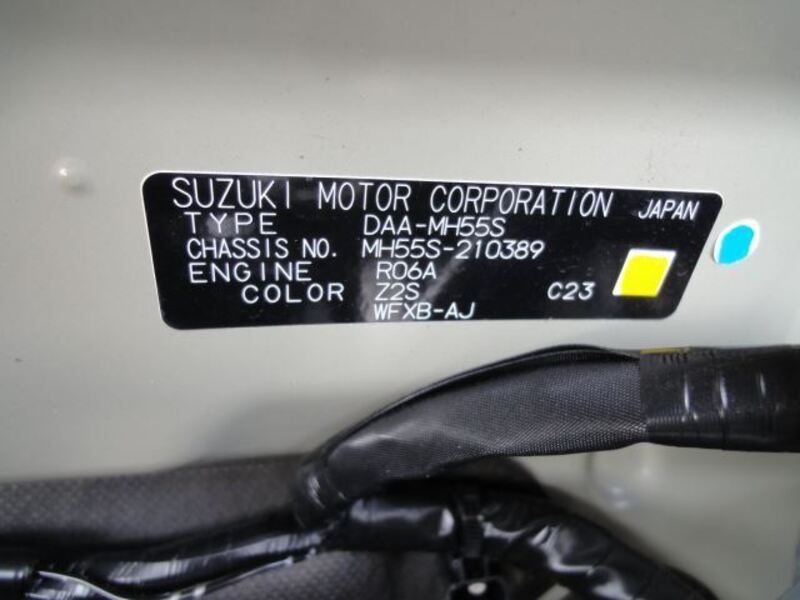 SUZUKI MOTOR CORPORATION JAPAN
TYPE DAA-MH55S
CHASSIS NO. MH55S-210389
ENGINE R06A
COLOR Z2S C23
WFXB-AJ